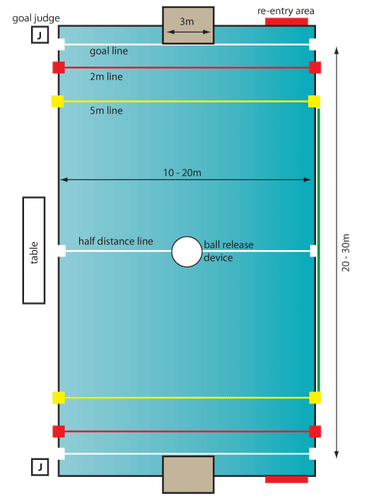 goal judge
re-entry area
3m
J
goal line
2m line
5m line
10 - 20m
half distance line
ball release
device
table
20 - 30m
J